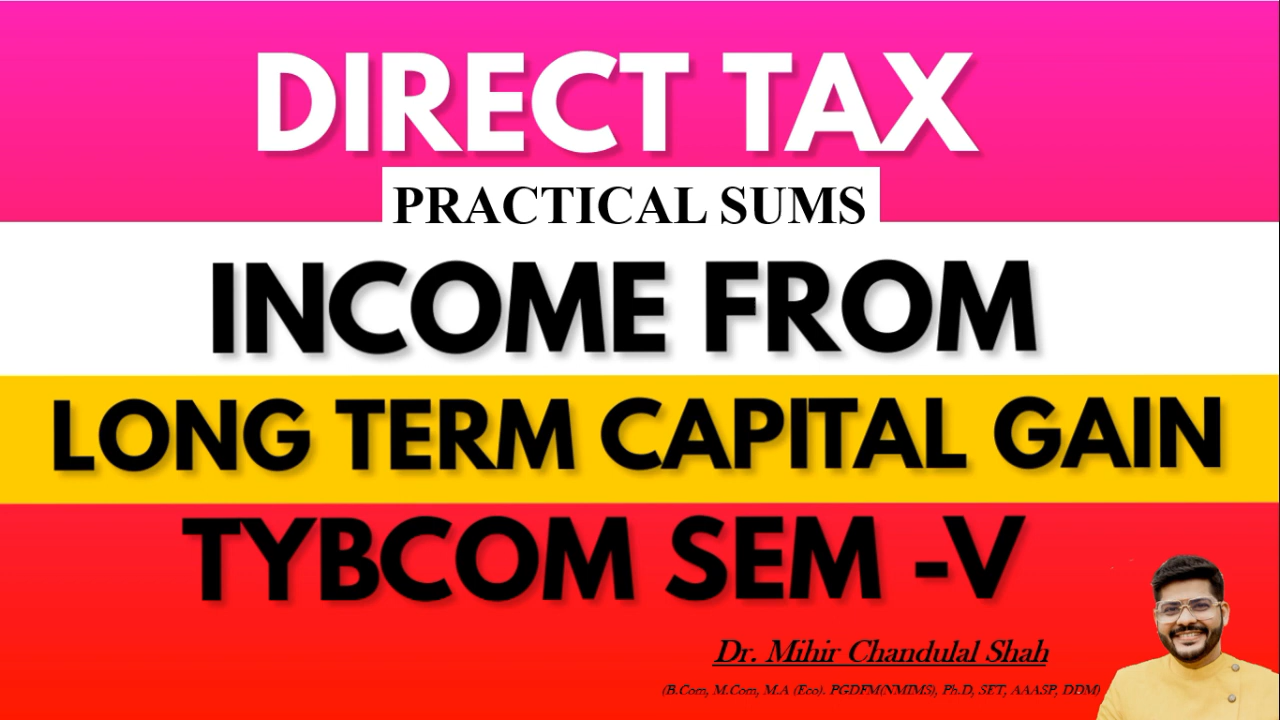 DIRECT TAX
PRACTICAL SUMS
INCOME FROM
LONG TERM CAPITAL GAIN
TYBCOM SEM -V
Dr. Mihir Chandulal Shah
(B.Com, M.Com, M.A (Eco). PGDFM(NMIMS), Ph.D, SET, AAASP, DDM)